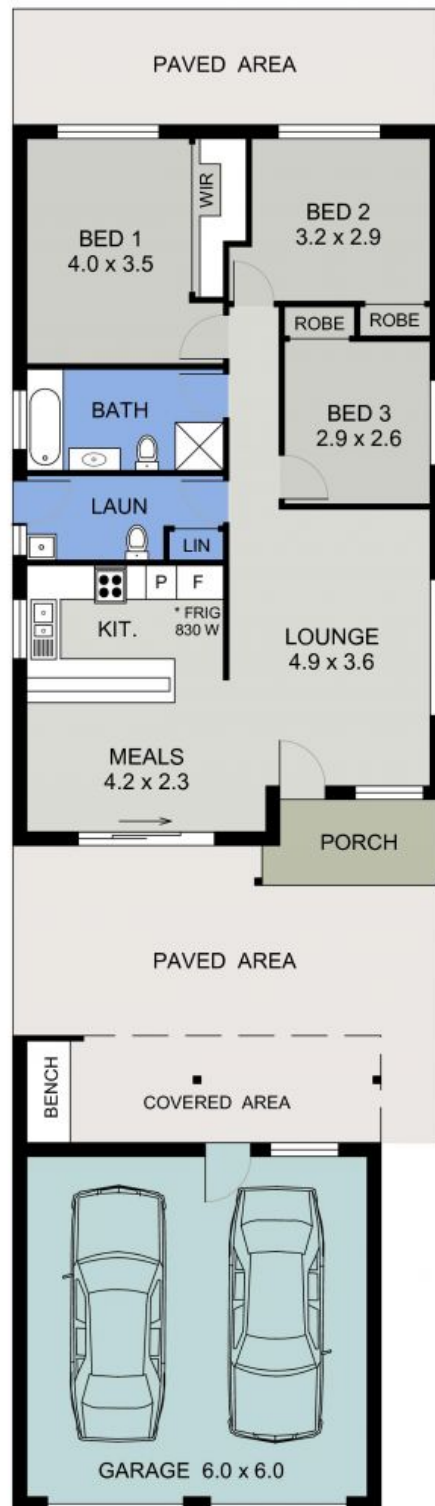 PAVED AREA
WIR
BED 1
4.0 x 3.5
BED 2
3.2 x 2.9
ROBE
ROBE
BATH
BED 3
2.9 x 2.6
LAUN
LIN
P
F
* FRIG
830 W
KIT.
LOUNGE
4.9 x 3.6
MEALS
4.2 x 2.3
PORCH
PAVED AREA
BENCH
COVERED AREA
GARAGE 6.0 x 6.0